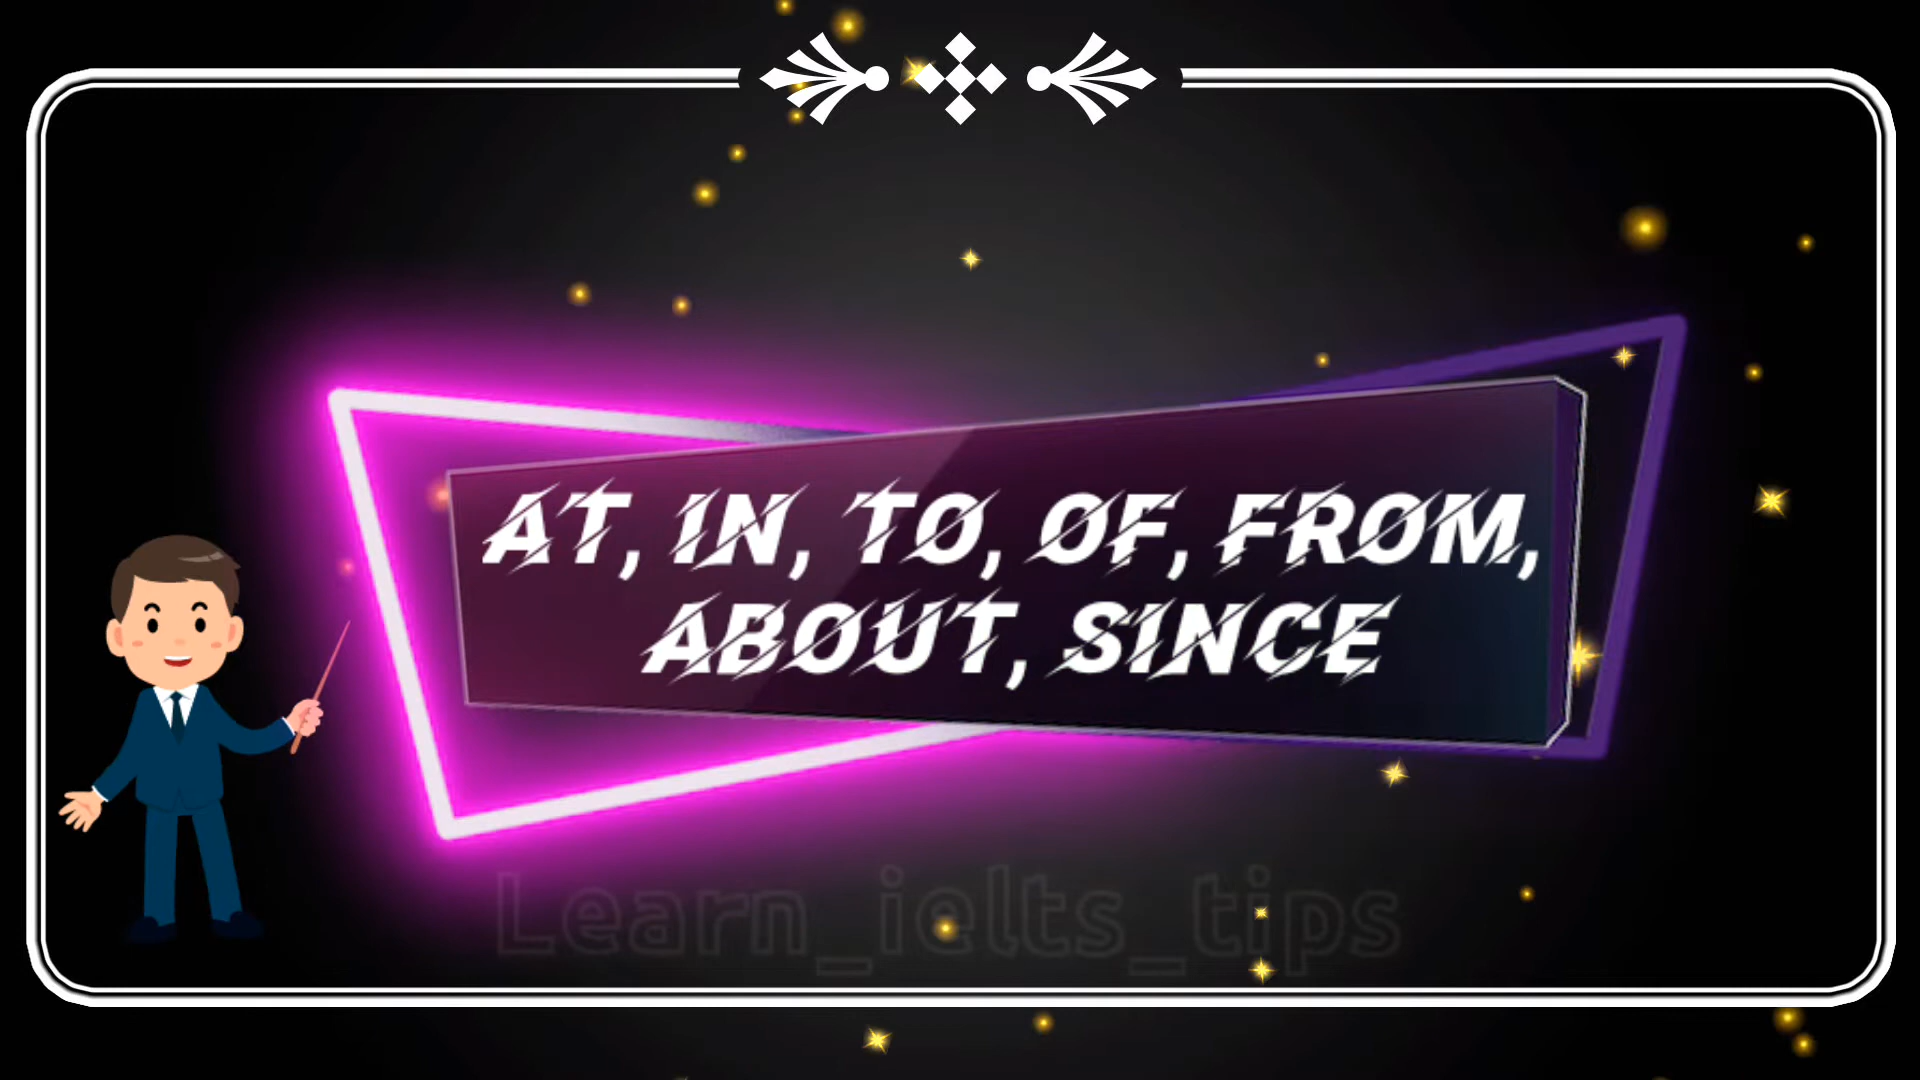 AT, IN, TO, OF, FROM,
ABOUT, SINCE
Learn_ielts_tips